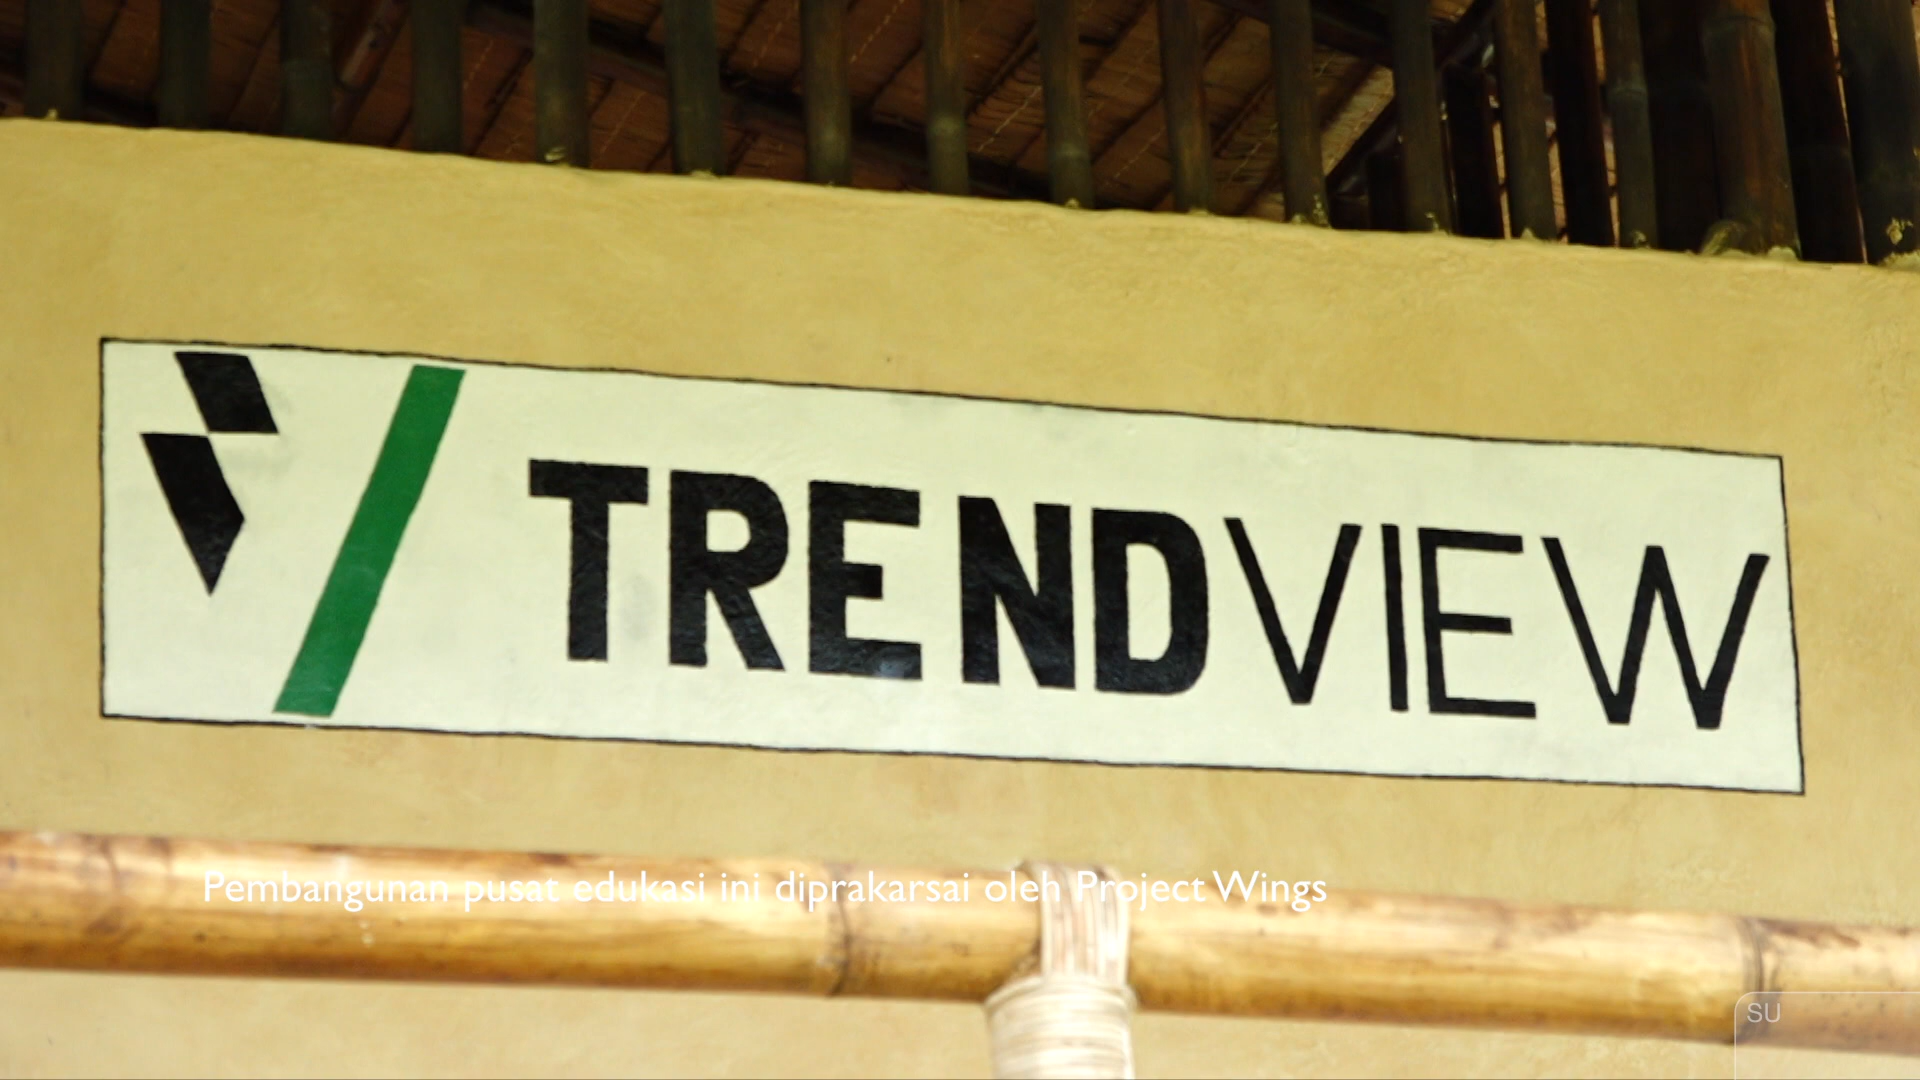 TRENDVIEW
Pembangunan pusat edukasi ini diprakarsai oleh Project Wings
SU